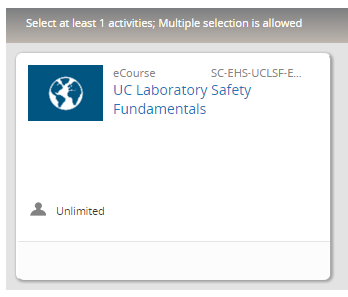 Select at least 1 activities; Multiple selection is allowed
eCourse SC-EHS-UCLSF-E...
UC Laboratory Safety
Fundamentals
Unlimited